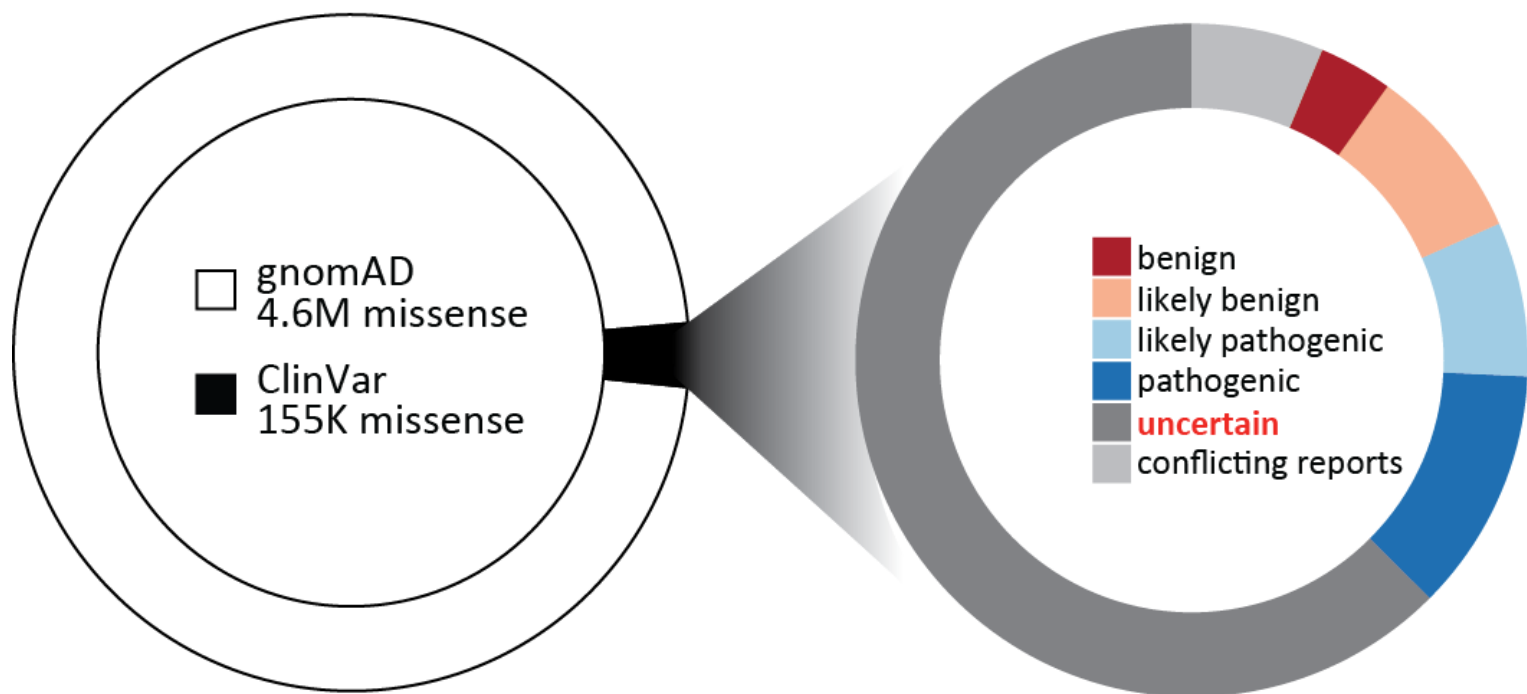 gnomAD
4.6M missense
ClinVar
155K missense
benign
likely benign
likely pathogenic
pathogenic
uncertain
conflicting reports